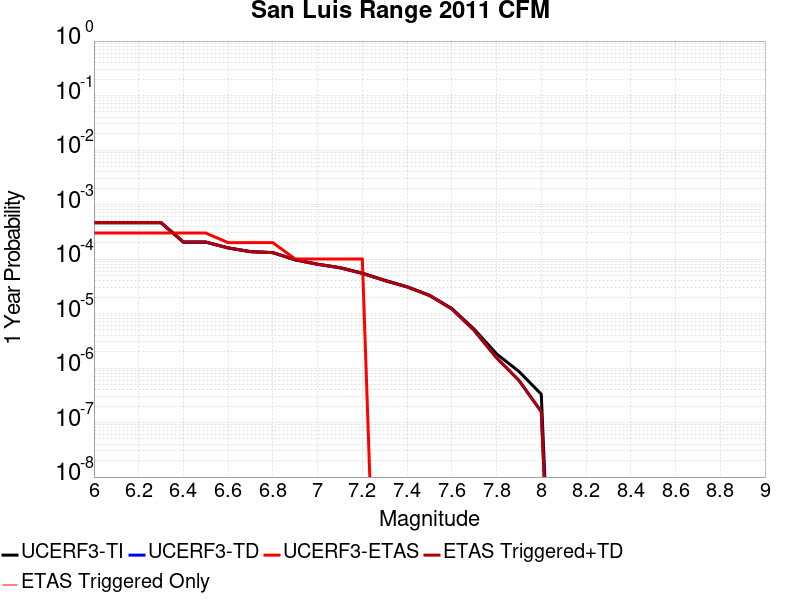 San Luis Range 2011 CFM
10^0
10^-1
10^-2
10^-3
10^-4
10^-5
10^-6
10^-7
10^-8
1 Year Probability
6 6.2 6.4 6.6 6.8 7 7.2 7.4 7.6 7.8 8 8.2 8.4 8.6 8.8 9
Magnitude
UCERF3-TI UCERF3-TD UCERF3-ETAS ETAS Triggered+TD
ETAS Triggered Only